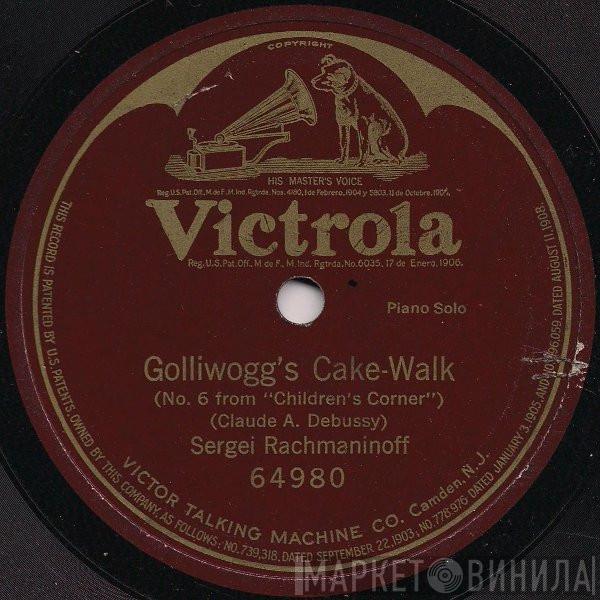 COPYRIGHT
HIS MASTER'S VOICE
Reg.U.S.Pat.Off., M.de F., M.Ind. Rgtrda. Nos. 4180, 1 de Febrero, 1904 y 5803, 11 de Octubre, 1905.
Victrola
Reg.U.S.Pat.Off., M.de F., M.Ind. Rgtrda. No. 6035, 17 de Enero, 1906.
Piano Solo
Golliwogg's Cake-Walk
(No. 6 from "Children's Corner")
(Claude A. Debussy)
Sergei Rachmaninoff
64980
VICTOR TALKING MACHINE CO. Camden, N.J.
THIS RECORD IS PATENTED BY U.S. PATENTS, OWNED BY THIS COMPANY, AS FOLLOWS: NO. 739,318, DATED SEPTEMBER 22, 1903, NO. 778,975, DATED JANUARY 3, 1905, AND 96,059, DATED AUGUST 11, 1908.
МАРКЕТ ВИНИЛА